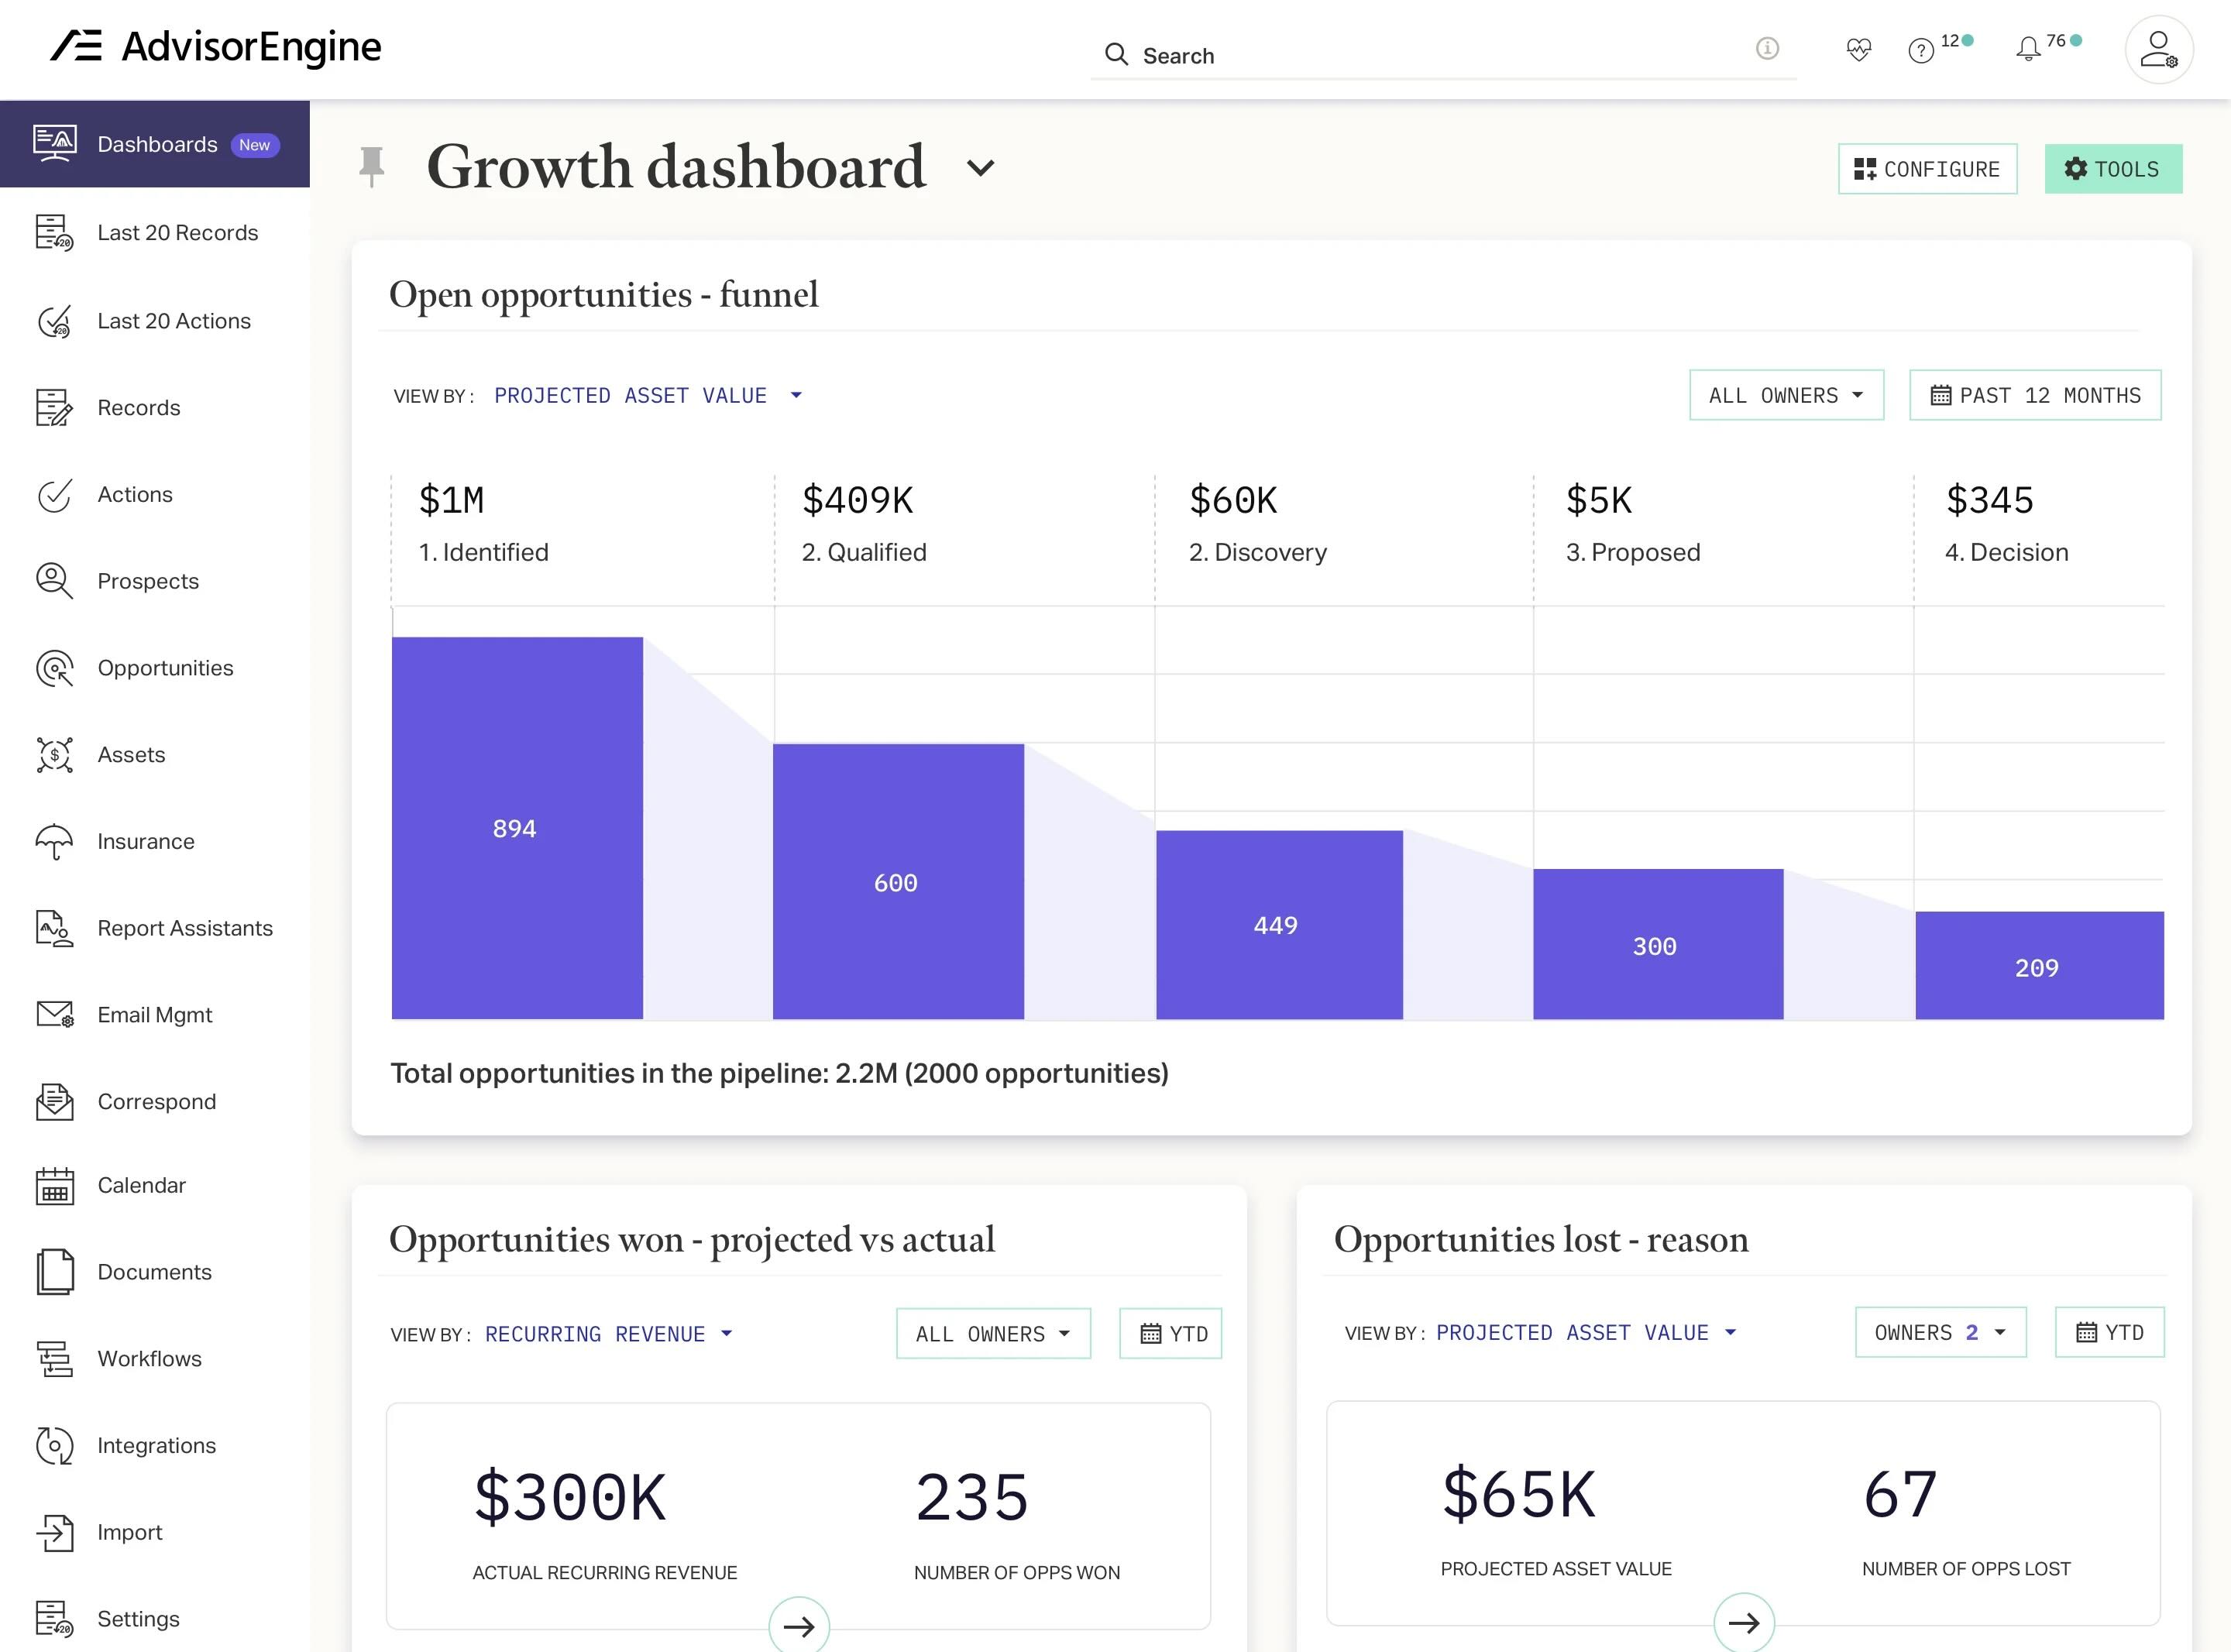 AdvisorEngine
Search
12
76
Dashboards New
Last 20 Records
Last 20 Actions
Records
Actions
Prospects
Opportunities
Assets
Insurance
Report Assistants
Email Mgmt
Correspond
Calendar
Documents
Workflows
Integrations
Import
Settings
Growth dashboard
CONFIGURE
TOOLS
Open opportunities - funnel
VIEW BY : PROJECTED ASSET VALUE
ALL OWNERS
PAST 12 MONTHS
$1M
1. Identified
$409K
2. Qualified
$60K
2. Discovery
$5K
3. Proposed
$345
4. Decision
894
600
449
300
209
Total opportunities in the pipeline: 2.2M (2000 opportunities)
Opportunities won - projected vs actual
VIEW BY : RECURRING REVENUE
ALL OWNERS
YTD
$300K
ACTUAL RECURRING REVENUE
235
NUMBER OF OPPS WON
Opportunities lost - reason
VIEW BY : PROJECTED ASSET VALUE
OWNERS 2
YTD
$65K
PROJECTED ASSET VALUE
67
NUMBER OF OPPS LOST